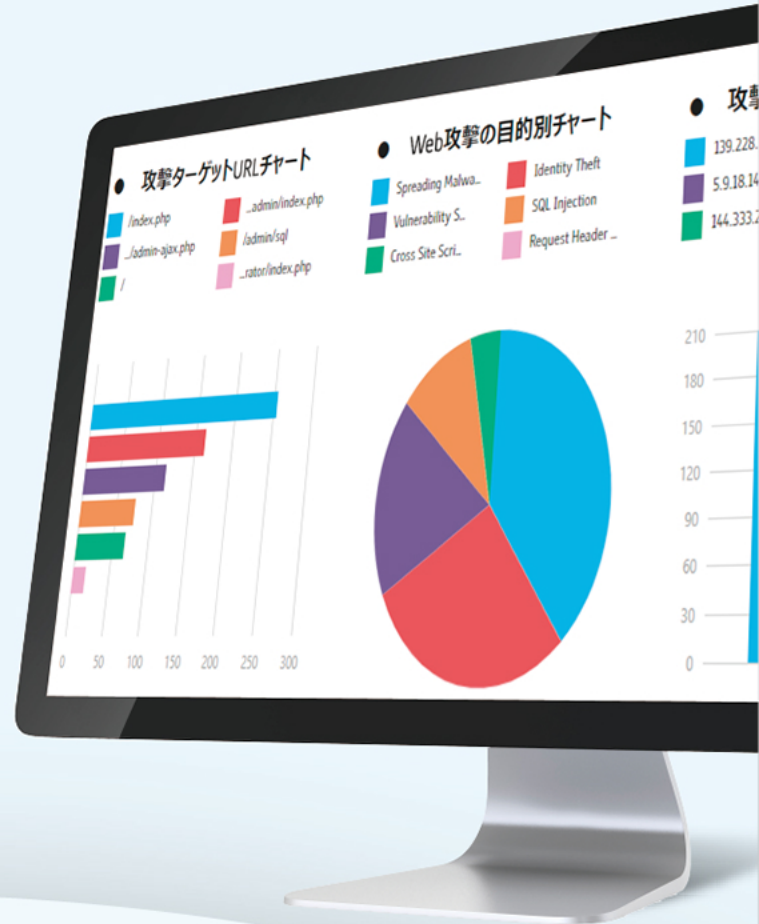 ● 攻撃ターゲットURLチャート
/index.php
.../admin/index.php
_/admin-ajax.php
/admin/sql
/
...rator/index.php
0 50 100 150 200 250 300
● Web攻撃の目的別チャート
Spreading Malwa...
Identity Theft
Vulnerability S...
SQL Injection
Cross Site Scri...
Request Header ...
● 攻撃
139.228.
5.9.18.14
144.333.2
210
180
150
120
90
60
30
0